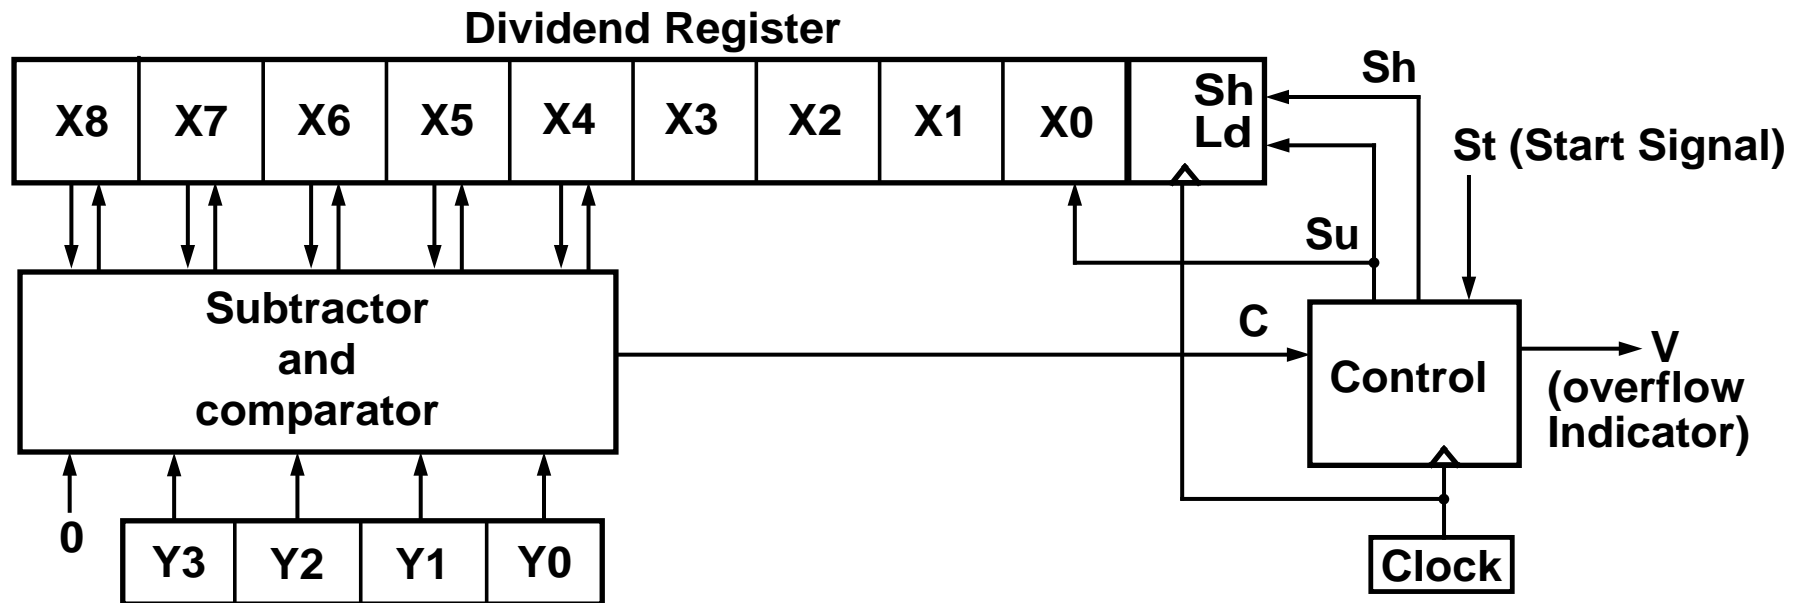 Dividend Register
X8 X7 X6 X5 X4 X3 X2 X1 X0
Sh
Ld
Sh
St (Start Signal)
Su
Subtractor
and
comparator
C
Control
V
(overflow
Indicator)
0
Y3 Y2 Y1 Y0
Clock